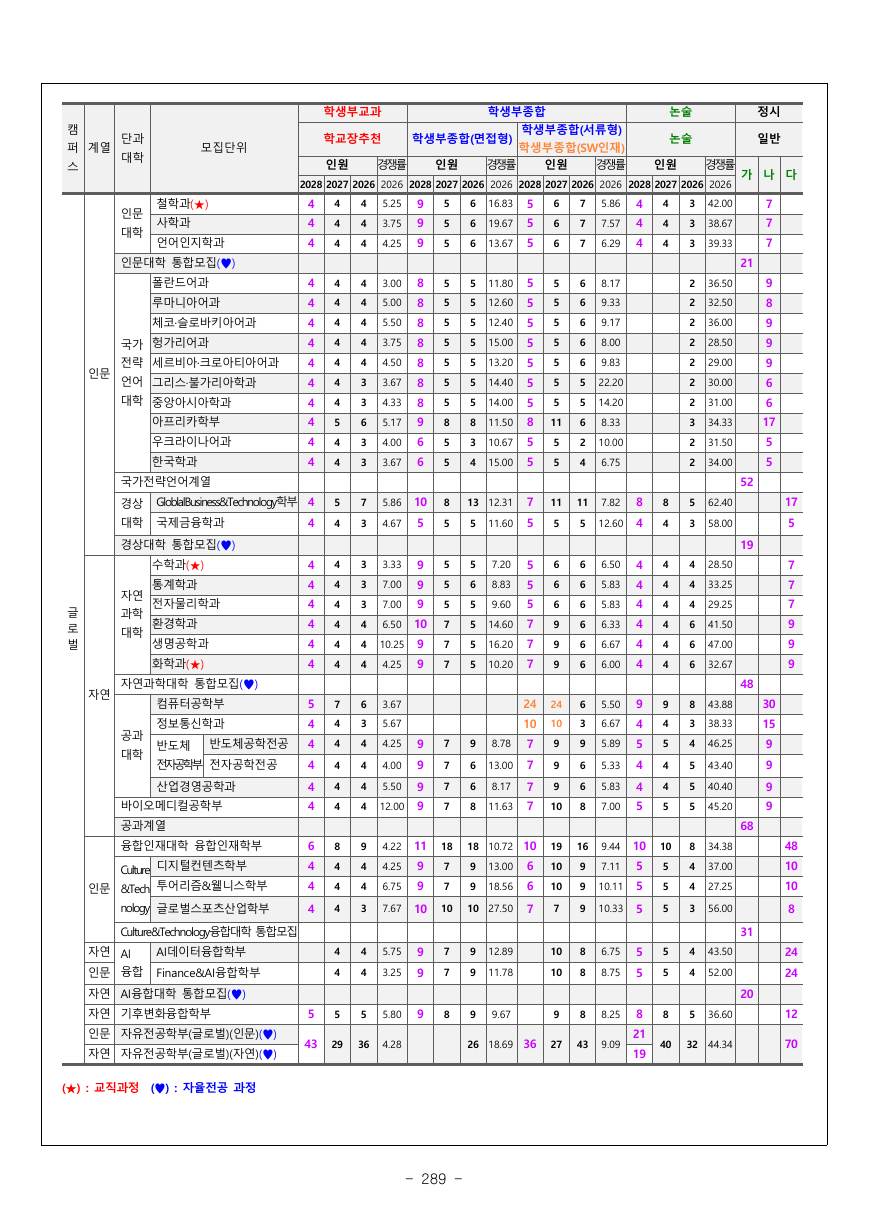 캠퍼스 계열 단과대학 모집단위 학생부교과 학생부종합 논술 정시
학교장추천 학생부종합(면접형) 학생부종합(서류형) 학생부종합(SW인재) 논술 일반
인원 경쟁률 인원 경쟁률 인원 경쟁률 인원 경쟁률 가 나 다
2028 2027 2026 2026 2028 2027 2026 2026 2028 2027 2026 2026 2028 2027 2026 2026
글로벌 인문 인문대학 철학과(★) 4 4 4 5.25 9 5 6 16.83 5 6 7 5.86 4 4 3 42.00 7
사학과 4 4 4 3.75 9 5 6 19.67 5 6 7 7.57 4 4 3 38.67 7
언어인지학과 4 4 4 4.25 9 5 6 13.67 5 6 7 6.29 4 4 3 39.33 7
인문대학 통합모집(♥) 21
국가전략언어대학 폴란드어과 4 4 4 3.00 8 5 5 11.80 5 5 6 8.17 2 36.50 9
루마니아어과 4 4 4 5.00 8 5 5 12.60 5 5 6 9.33 2 32.50 8
체코·슬로바키아어과 4 4 4 5.50 8 5 5 12.40 5 5 6 9.17 2 36.00 9
헝가리어과 4 4 4 3.75 8 5 5 15.00 5 5 6 8.00 2 28.50 9
세르비아·크로아티아어과 4 4 4 4.50 8 5 5 13.20 5 5 6 9.83 2 29.00 9
그리스·불가리아학과 4 4 3 3.67 8 5 5 14.40 5 5 5 22.20 2 30.00 6
중앙아시아학과 4 4 3 4.33 8 5 5 14.00 5 5 5 14.20 2 31.00 6
아프리카학부 4 5 6 5.17 9 8 8 11.50 8 11 6 8.33 3 34.33 17
우크라이나어과 4 4 3 4.00 6 5 3 10.67 5 5 2 10.00 2 31.50 5
한국학과 4 4 3 3.67 6 5 4 15.00 5 5 4 6.75 2 34.00 5
국가전략언어계열 52
경상대학 GloblalBusiness&Technology학부 4 5 7 5.86 10 8 13 12.31 7 11 11 7.82 8 8 5 62.40 17
국제금융학과 4 4 3 4.67 5 5 5 11.60 5 5 5 12.60 4 4 3 58.00 5
경상대학 통합모집(♥) 19
자연 자연과학대학 수학과(★) 4 4 3 3.33 9 5 5 7.20 5 6 6 6.50 4 4 4 28.50 7
통계학과 4 4 3 7.00 9 5 6 8.83 5 6 6 5.83 4 4 4 33.25 7
전자물리학과 4 4 3 7.00 9 5 5 9.60 5 6 6 5.83 4 4 4 29.25 7
환경학과 4 4 4 6.50 10 7 5 14.60 7 9 6 6.33 4 4 6 41.50 9
생명공학과 4 4 4 10.25 9 7 5 16.20 7 9 6 6.67 4 4 6 47.00 9
화학과(★) 4 4 4 4.25 9 7 5 10.20 7 9 6 6.00 4 4 6 32.67 9
자연과학대학 통합모집(♥) 48
공과대학 컴퓨터공학부 5 7 6 3.67 24 24 6 5.50 9 9 8 43.88 30
정보통신학과 4 4 3 5.67 10 10 3 6.67 4 4 3 38.33 15
반도체전자공학부 반도체공학전공 4 4 4 4.25 9 7 9 8.78 7 9 9 5.89 5 5 4 46.25 9
전자공학전공 4 4 4 4.00 9 7 6 13.00 7 9 6 5.33 4 4 5 43.40 9
산업경영공학과 4 4 4 5.50 9 7 6 8.17 7 9 6 5.83 4 4 5 40.40 9
바이오메디컬공학부 4 4 4 12.00 9 7 8 11.63 7 10 8 7.00 5 5 5 45.20 9
공과계열 68
인문 융합인재대학 융합인재학부 6 8 9 4.22 11 18 18 10.72 10 19 16 9.44 10 10 8 34.38 48
Culture&Technology 디지털컨텐츠학부 4 4 4 4.25 9 7 9 13.00 6 10 9 7.11 5 5 4 37.00 10
투어리즘&웰니스학부 4 4 4 6.75 9 7 9 18.56 6 10 9 10.11 5 5 4 27.25 10
글로벌스포츠산업학부 4 4 3 7.67 10 10 10 27.50 7 7 9 10.33 5 5 3 56.00 8
Culture&Technology융합대학 통합모집 31
자연 AI융합 AI데이터융합학부 4 4 5.75 9 7 9 12.89 10 8 6.75 5 5 4 43.50 24
인문 Finance&AI융합학부 4 4 3.25 9 7 9 11.78 10 8 8.75 5 5 4 52.00 24
자연 AI융합대학 통합모집(♥) 20
자연 기후변화융합학부 5 5 5 5.80 9 8 9 9.67 9 8 8.25 8 8 5 36.60 12
인문 자유전공학부(글로벌)(인문)(♥) 43 29 36 4.28 26 18.69 36 27 43 9.09 21 40 32 44.34 70
자연 자유전공학부(글로벌)(자연)(♥) 19
(★) : 교직과정 (♥) : 자율전공 과정
- 289 -